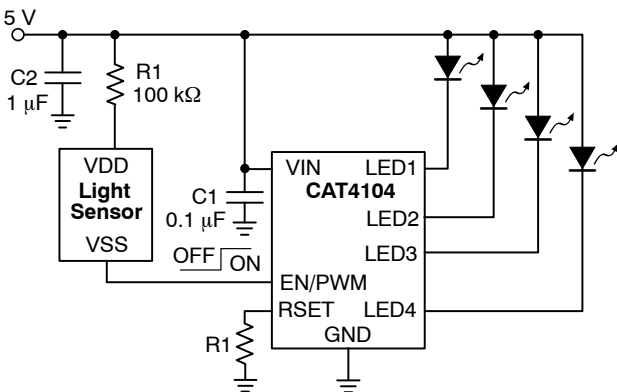 5 V
C2
1 μF
R1
100 kΩ
VDD
Light
Sensor
VSS
C1
0.1 μF
OFF
ON
VIN
LED1
CAT4104
LED2
LED3
EN/PWM
RSET
LED4
GND
R1